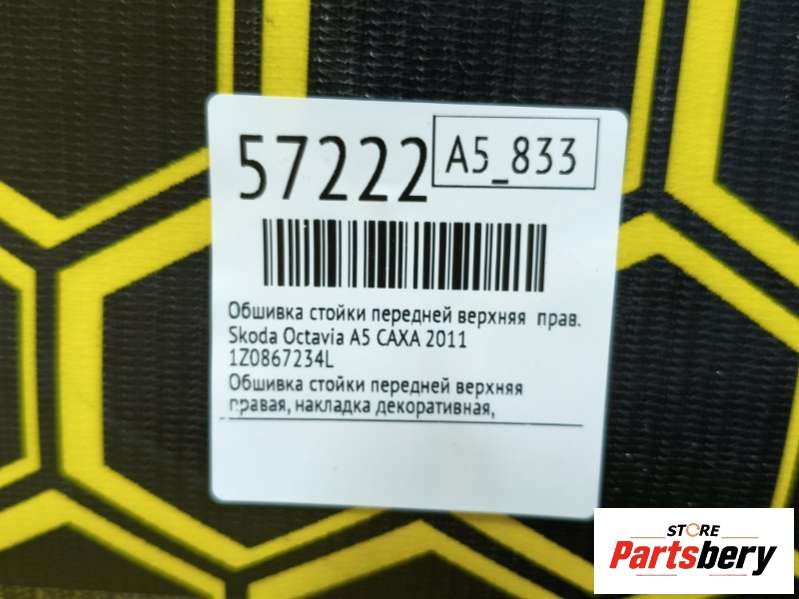 57222
A5_833
Обшивка стойки передней верхняя прав.
Skoda Octavia A5 CAXA 2011
1Z0867234L
Обшивка стойки передней верхняя
правая, накладка декоративная,
STORE
Partsbery